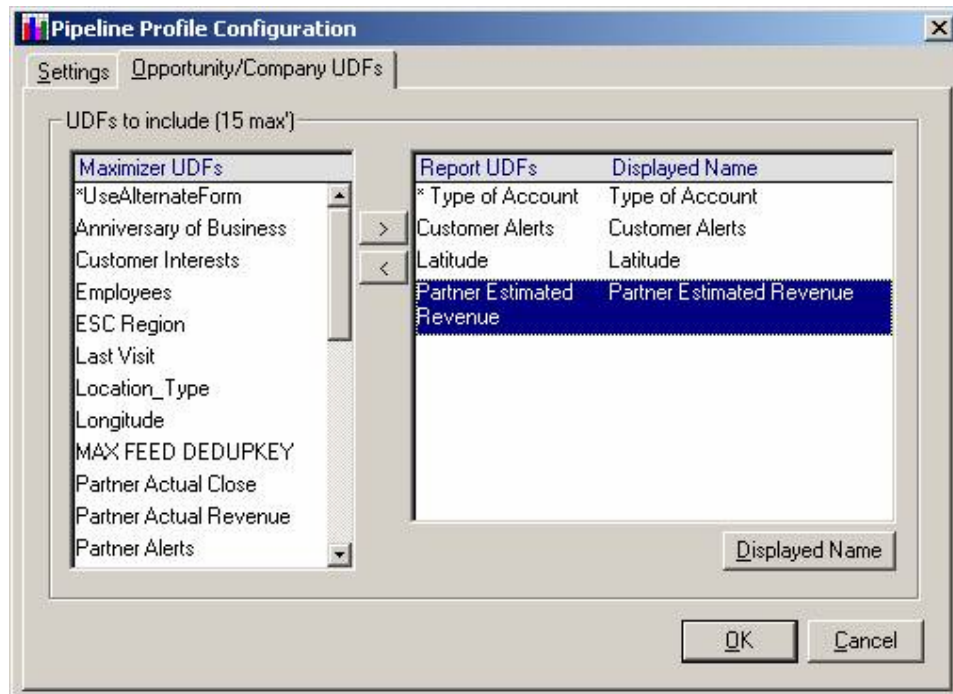 Pipeline Profile Configuration
Settings
Opportunity/Company UDFs
UDFs to include (15 max')
Maximizer UDFs
*UseAlternateForm
Anniversary of Business
Customer Interests
Employees
ESC Region
Last Visit
Location_Type
Longitude
MAX FEED DEDUPKEY
Partner Actual Close
Partner Actual Revenue
Partner Alerts
>
<
Report UDFs Displayed Name
* Type of Account Type of Account
Customer Alerts Customer Alerts
Latitude Latitude
Partner Estimated Partner Estimated Revenue
Revenue
Displayed Name
OK
Cancel